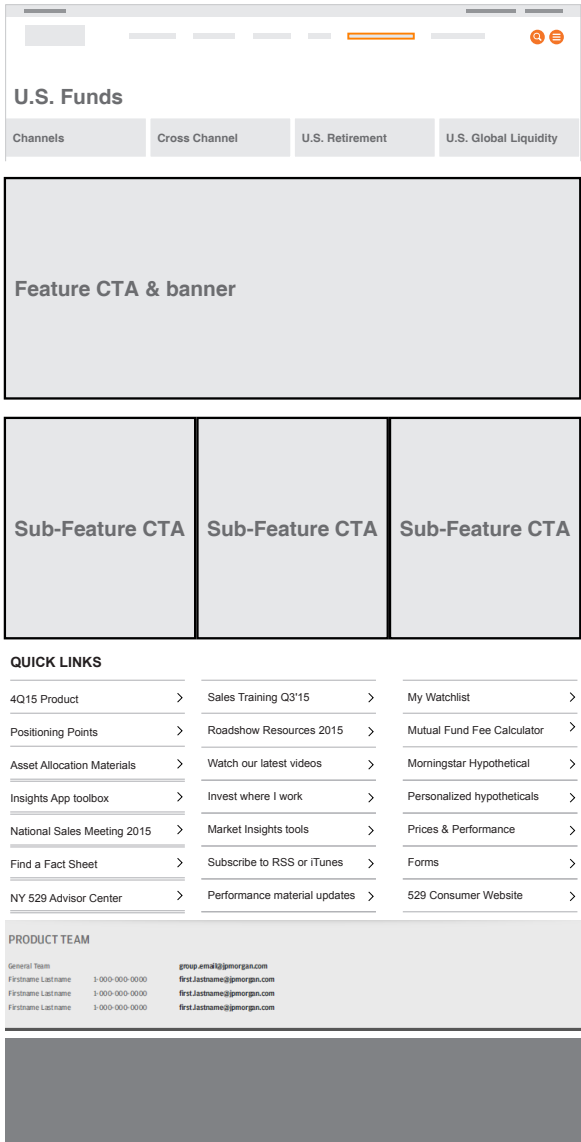 U.S. Funds
Channels Cross Channel U.S. Retirement U.S. Global Liquidity
Feature CTA & banner
Sub-Feature CTA Sub-Feature CTA Sub-Feature CTA
QUICK LINKS
4Q15 Product
Positioning Points
Asset Allocation Materials
Insights App toolbox
National Sales Meeting 2015
Find a Fact Sheet
NY 529 Advisor Center
Sales Training Q3'15
Roadshow Resources 2015
Watch our latest videos
Invest where I work
Market Insights tools
Subscribe to RSS or iTunes
Performance material updates
My Watchlist
Mutual Fund Fee Calculator
Morningstar Hypothetical
Personalized hypotheticals
Prices & Performance
Forms
529 Consumer Website
PRODUCT TEAM
General Team group.email@jpmorgan.com
Firstname Lastname 1-000-000-0000 first.lastname@jpmorgan.com
Firstname Lastname 1-000-000-0000 first.lastname@jpmorgan.com
Firstname Lastname 1-000-000-0000 first.lastname@jpmorgan.com